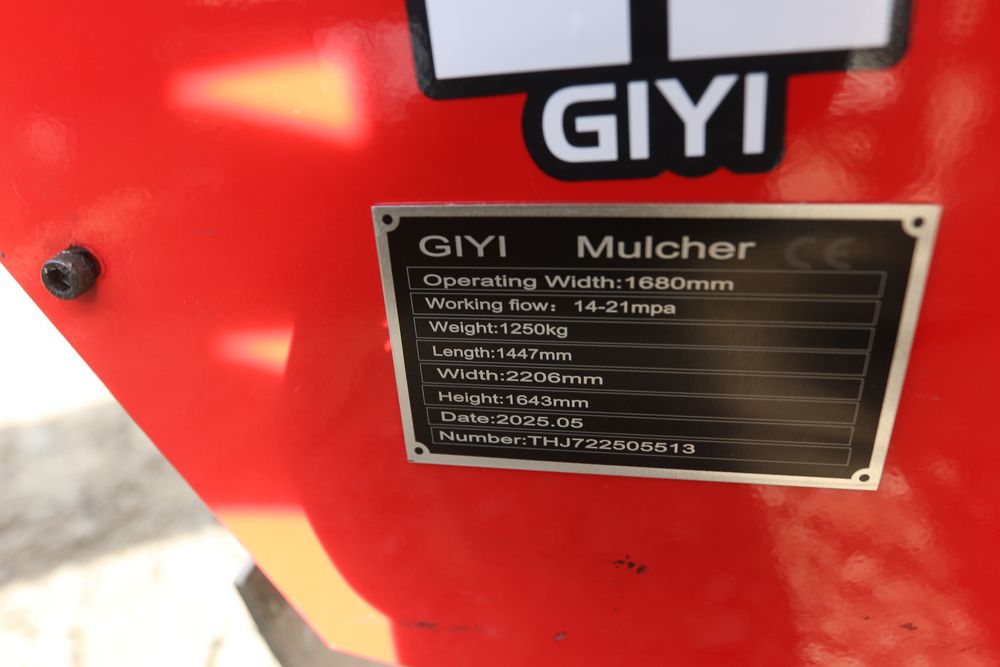 GIYI
GIYI Mulcher CE
Operating Width:1680mm
Working flow: 14-21mpa
Weight:1250kg
Length:1447mm
Width:2206mm
Height:1643mm
Date:2025.05
Number:THJ722505513